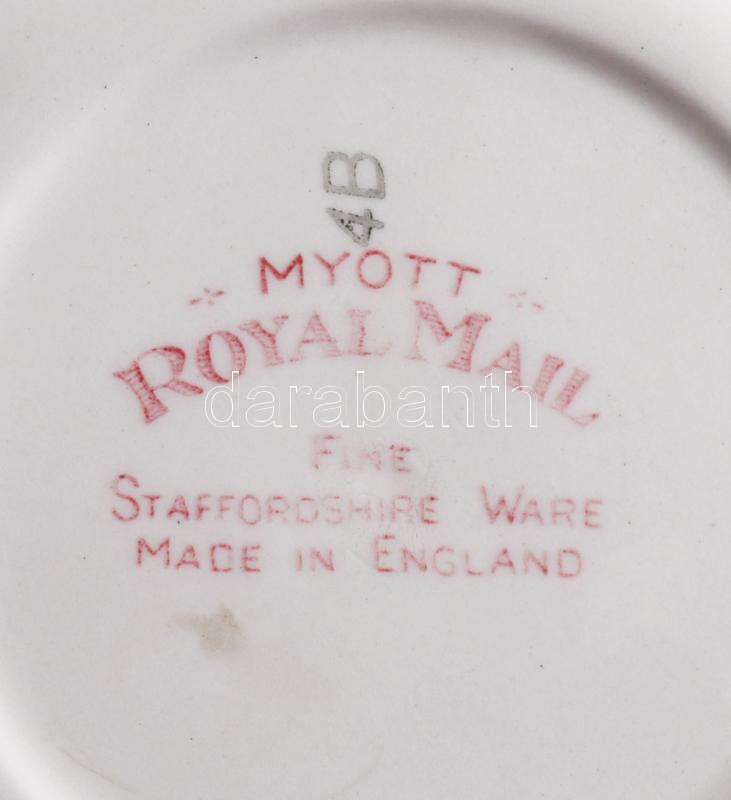 4B
MYOTT
ROYAL MAIL
darabanth
FINE
STAFFORDSHIRE WARE
MADE IN ENGLAND